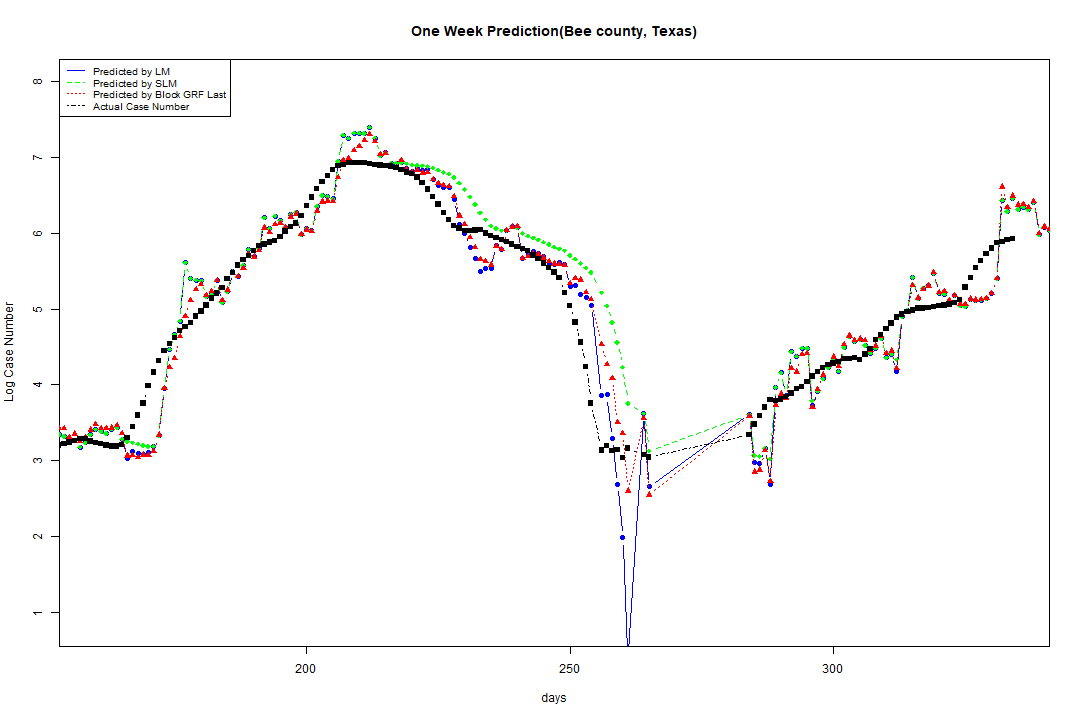 One Week Prediction(Bee county, Texas)
Predicted by LM
Predicted by SLM
Predicted by Block GRF Last
Actual Case Number
Log Case Number
8
7
6
5
4
3
2
1
200
250
300
days